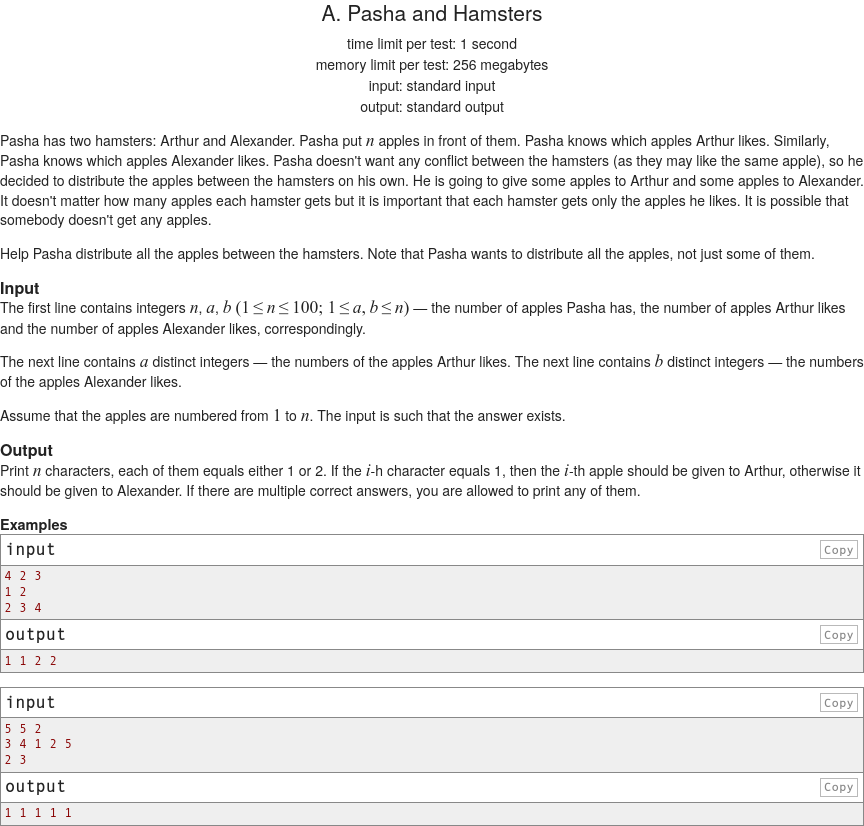 A. Pasha and Hamsters
time limit per test: 1 second
memory limit per test: 256 megabytes
input: standard input
output: standard output
Pasha has two hamsters: Arthur and Alexander. Pasha put n apples in front of them. Pasha knows which apples Arthur likes. Similarly,
Pasha knows which apples Alexander likes. Pasha doesn't want any conflict between the hamsters (as they may like the same apple), so he
decided to distribute the apples between the hamsters on his own. He is going to give some apples to Arthur and some apples to Alexander.
It doesn't matter how many apples each hamster gets but it is important that each hamster gets only the apples he likes. It is possible that
somebody doesn't get any apples.
Help Pasha distribute all the apples between the hamsters. Note that Pasha wants to distribute all the apples, not just some of them.
Input
The first line contains integers n, a, b (1 ≤ n ≤ 100; 1 ≤ a, b ≤ n) — the number of apples Pasha has, the number of apples Arthur likes
and the number of apples Alexander likes, correspondingly.
The next line contains a distinct integers — the numbers of the apples Arthur likes. The next line contains b distinct integers — the numbers
of the apples Alexander likes.
Assume that the apples are numbered from 1 to n. The input is such that the answer exists.
Output
Print n characters, each of them equals either 1 or 2. If the i-h character equals 1, then the i-th apple should be given to Arthur, otherwise it
should be given to Alexander. If there are multiple correct answers, you are allowed to print any of them.
Examples
input Copy
4 2 3
1 2
2 3 4
output Copy
1 1 2 2
input Copy
5 5 2
3 4 1 2 5
2 3
output Copy
1 1 1 1 1